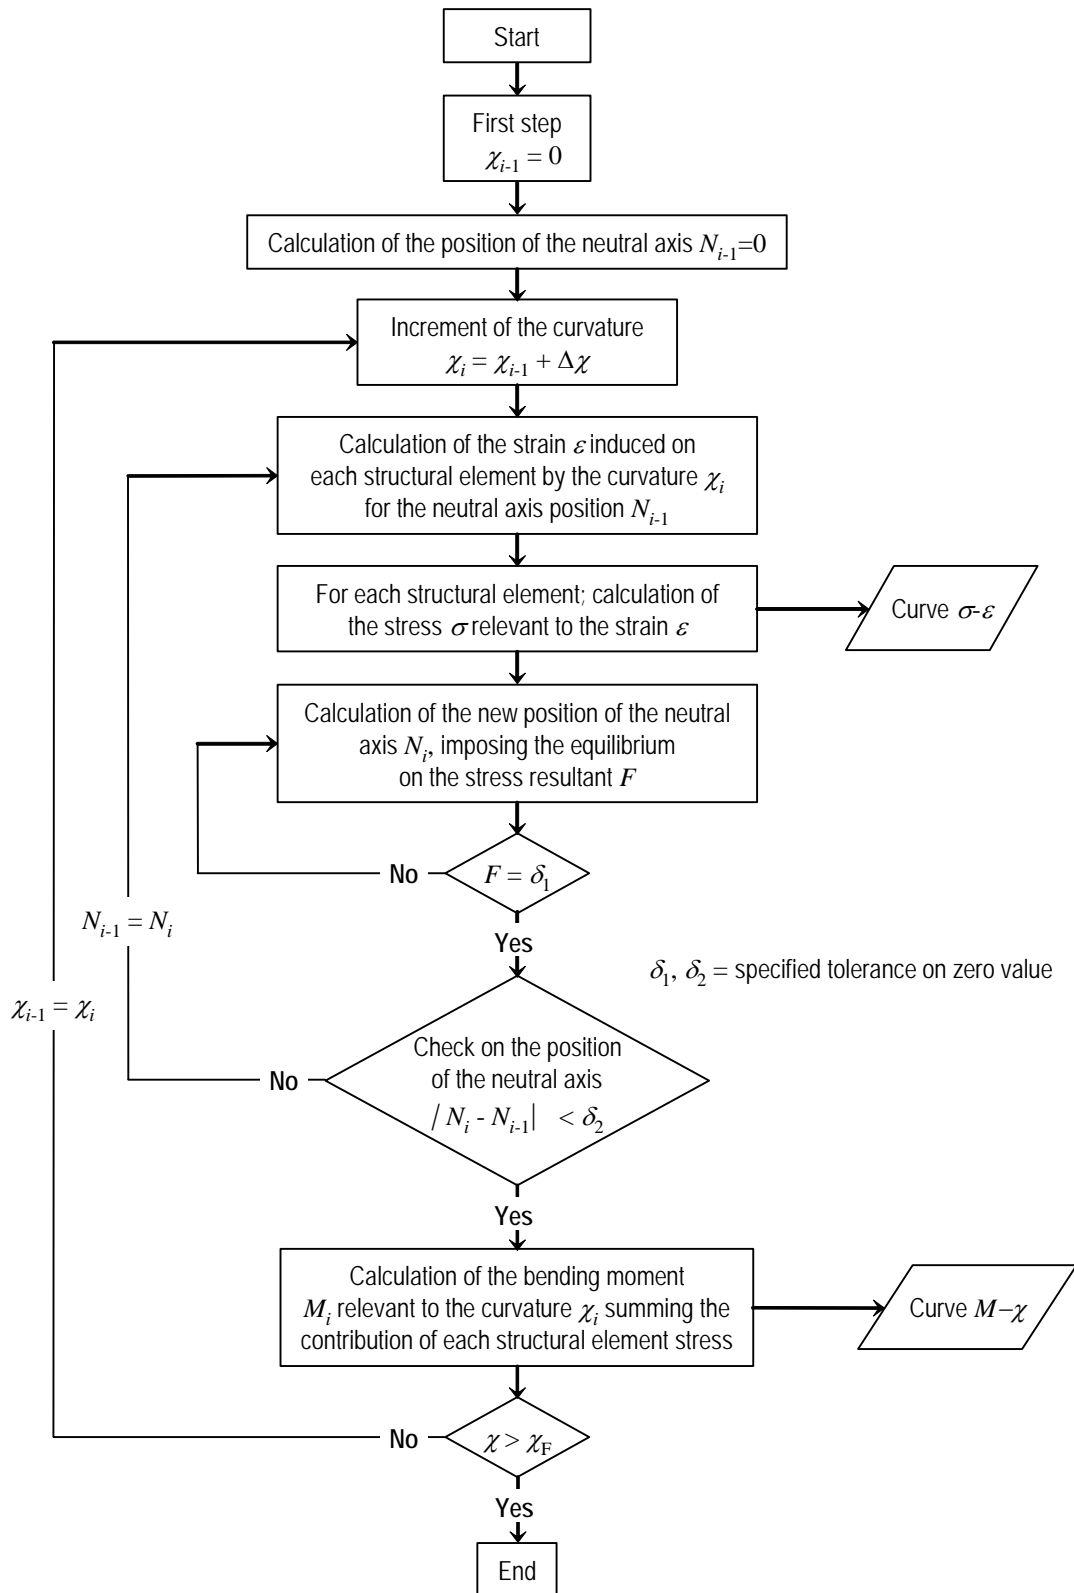 Start
First step
χi-1 = 0
Calculation of the position of the neutral axis Ni-1=0
Increment of the curvature
χi = χi-1 + Δχ
Calculation of the strain ε induced on
each structural element by the curvature χi
for the neutral axis position Ni-1
For each structural element; calculation of
the stress σ relevant to the strain ε
Curve σ-ε
Calculation of the new position of the neutral
axis Ni, imposing the equilibrium
on the stress resultant F
No
F = δ1
Ni-1 = Ni
Yes
δ1, δ2 = specified tolerance on zero value
χi-1 = χi
Check on the position
of the neutral axis
| Ni - Ni-1| < δ2
No
Yes
Calculation of the bending moment
Mi relevant to the curvature χi summing the
contribution of each structural element stress
Curve M−χ
No
χ > χF
Yes
End